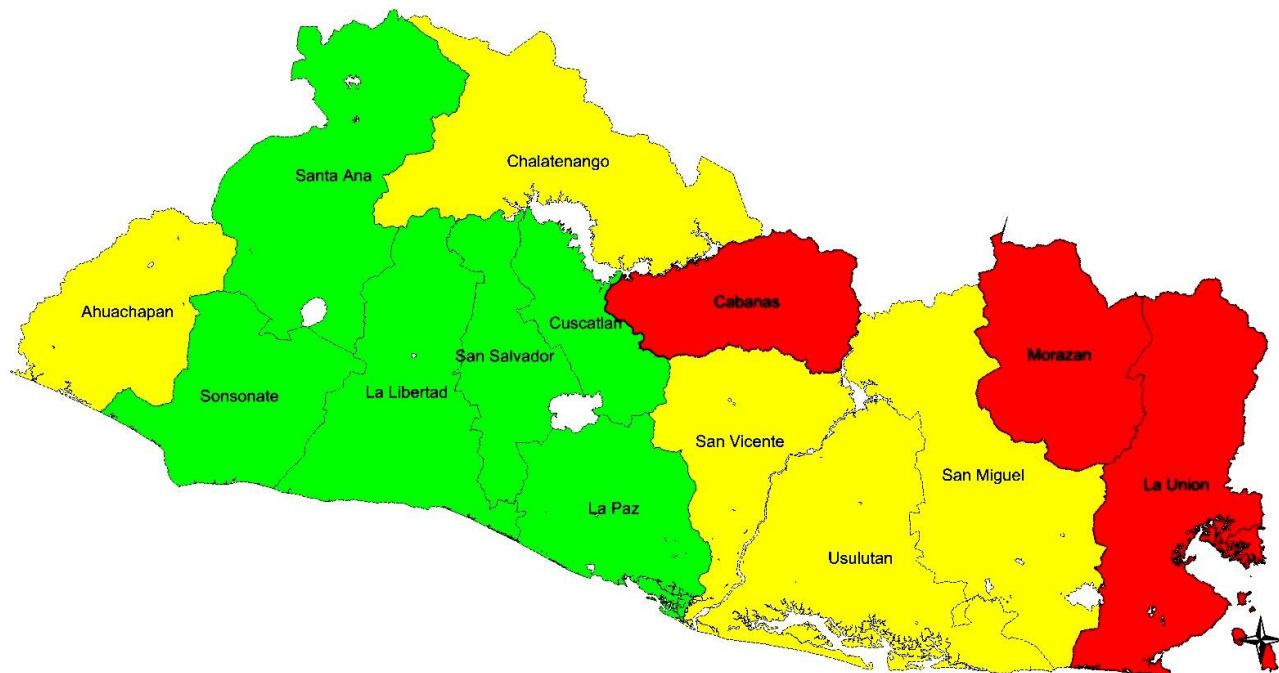 Chalatenango
Santa Ana
Cabanas
Ahuachapan
Cuscatlan
San Salvador
Morazan
La Libertad
Sonsonate
San Vicente
San Miguel
La Union
La Paz
Usulutan